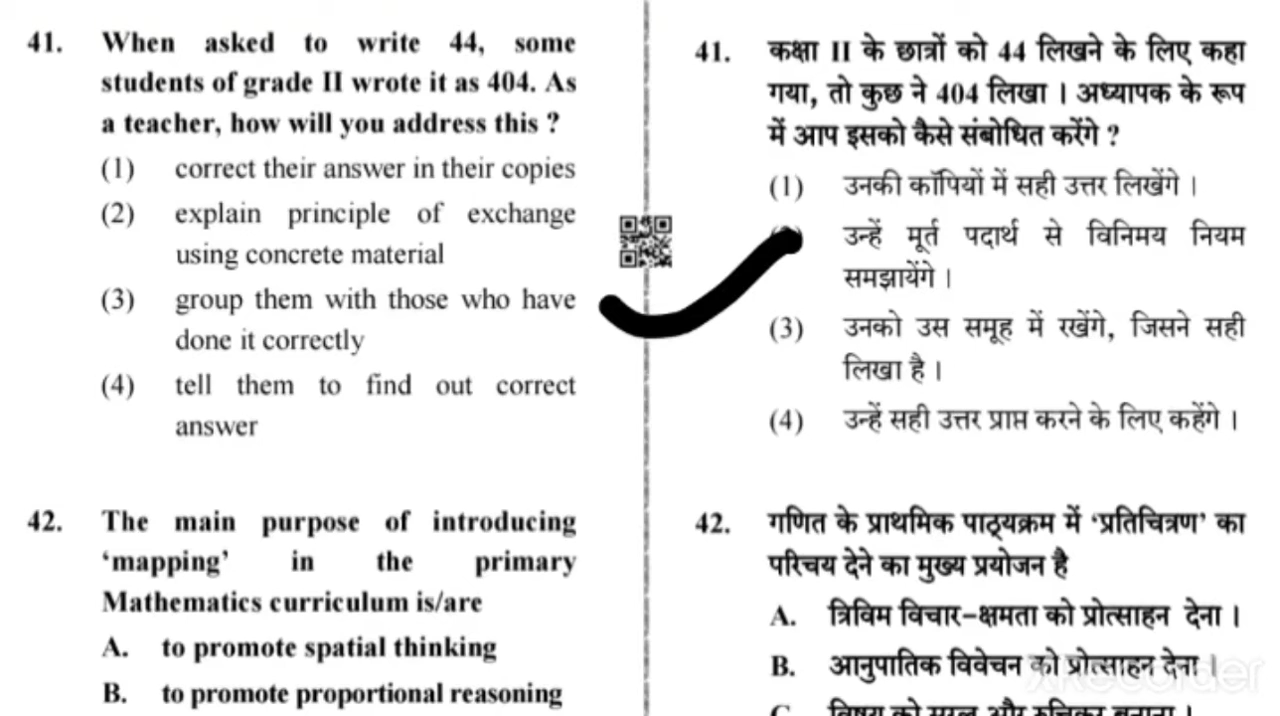 41. When asked to write 44, some
students of grade II wrote it as 404. As
a teacher, how will you address this ?
(1) correct their answer in their copies
(2) explain principle of exchange
using concrete material
(3) group them with those who have
done it correctly
(4) tell them to find out correct
answer
42. The main purpose of introducing
‘mapping’ in the primary
Mathematics curriculum is/are
A. to promote spatial thinking
B. to promote proportional reasoning
41. कक्षा II के छात्रों को 44 लिखने के लिए कहा
गया, तो कुछ ने 404 लिखा । अध्यापक के रूप
में आप इसको कैसे संबोधित करेंगे ?
(1) उनकी कॉपियों में सही उत्तर लिखेंगे ।
उन्हें मूर्त पदार्थ से विनिमय नियम
समझायेंगे ।
(3) उनको उस समूह में रखेंगे, जिसने सही
लिखा है ।
(4) उन्हें सही उत्तर प्राप्त करने के लिए कहेंगे ।
42. गणित के प्राथमिक पाठ्यक्रम में ‘प्रतिचित्रण’ का
परिचय देने का मुख्य प्रयोजन है
A. त्रिविम विचार-क्षमता को प्रोत्साहन देना ।
B. आनुपातिक विवेचन को प्रोत्साहन देना ।
C. विषय को सरल और रुचिकर बनाना ।
XRecorder